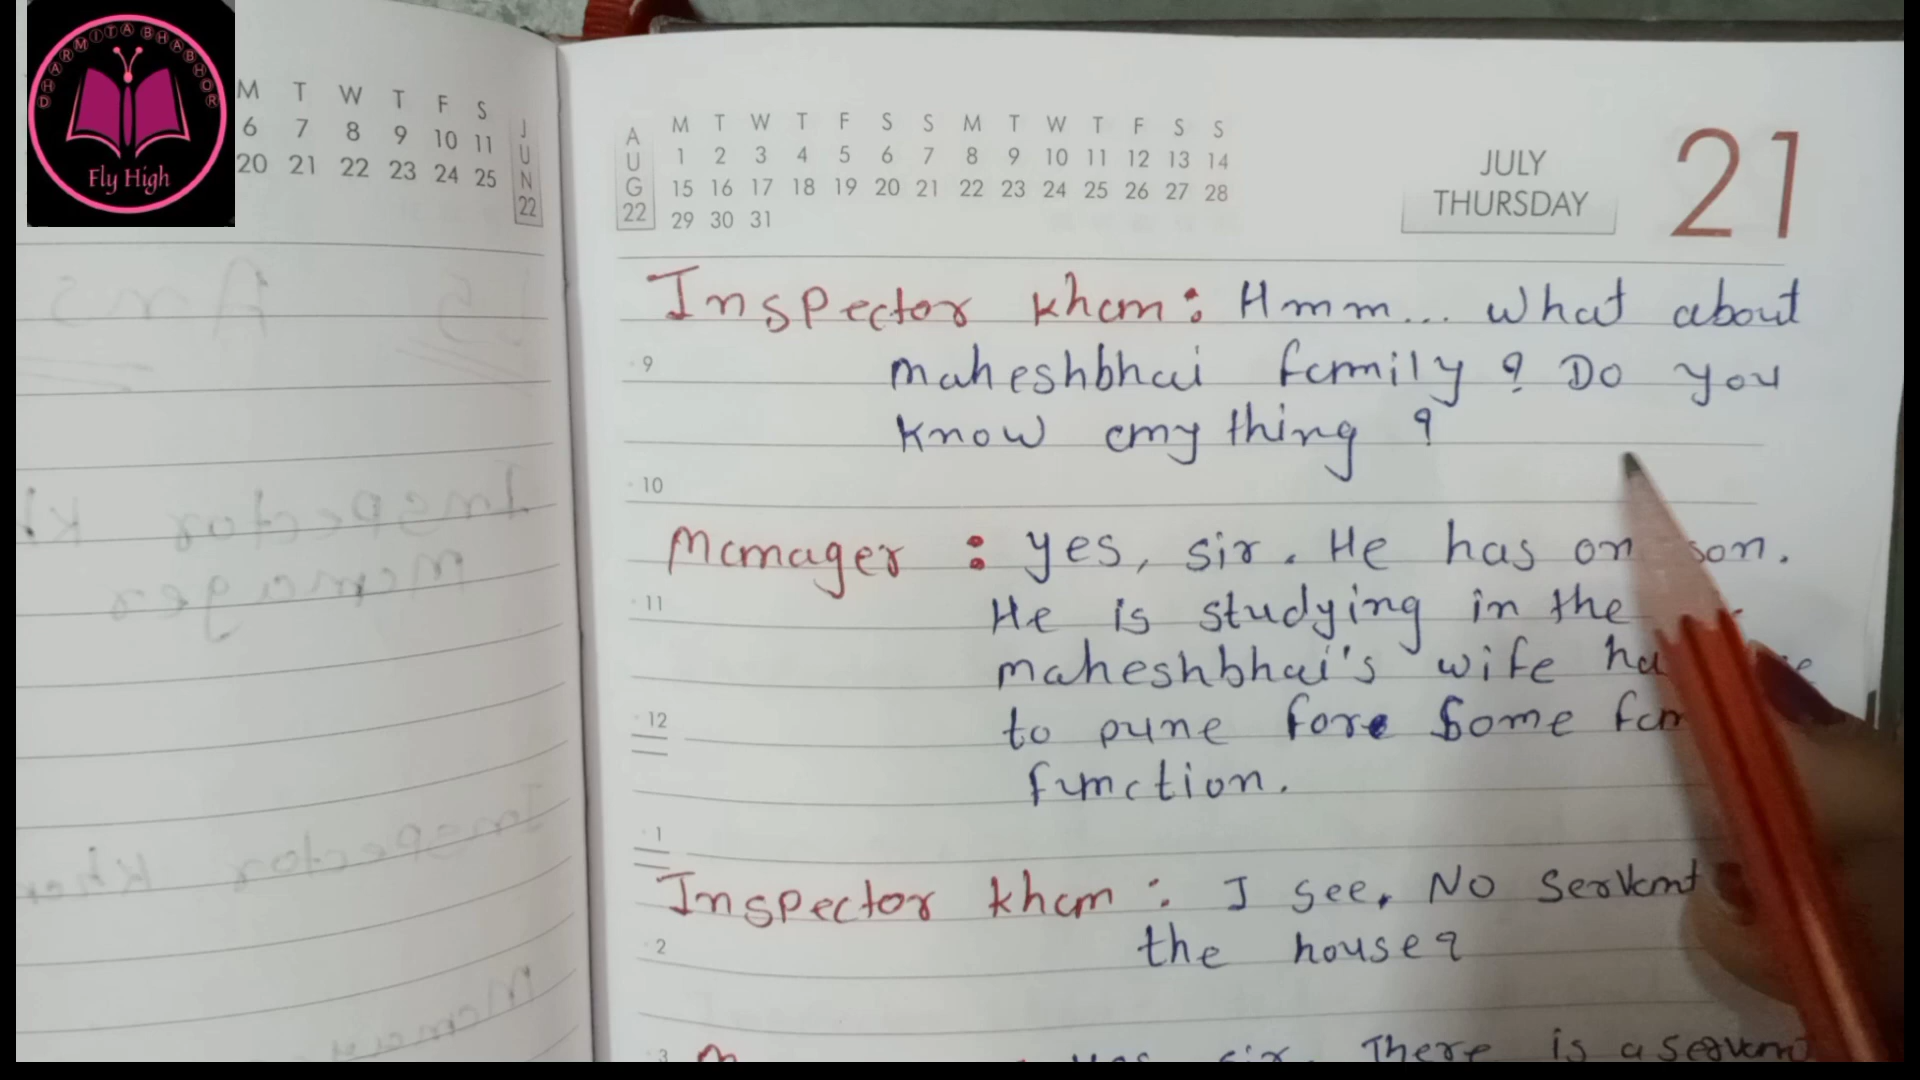 DHARMITA BHABHOR
Fly High
M T W T F S
6 7 8 9 10 11
20 21 22 23 24 25
JUN 22
AUG 22
M T W T F S S M T W T F S S
1 2 3 4 5 6 7 8 9 10 11 12 13 14
15 16 17 18 19 20 21 22 23 24 25 26 27 28
29 30 31
JULY
THURSDAY
21
Inspector khan : Hmm... What about
maheshbhai family ? Do you
know any thing ?
Manager : yes, sir. He has son.
He is studying in the
maheshbhai's wife
to pune for some
function.
Inspector khan : I see. No servant
the house?
sir. There is a servant
9
10
11
12
1
2
3